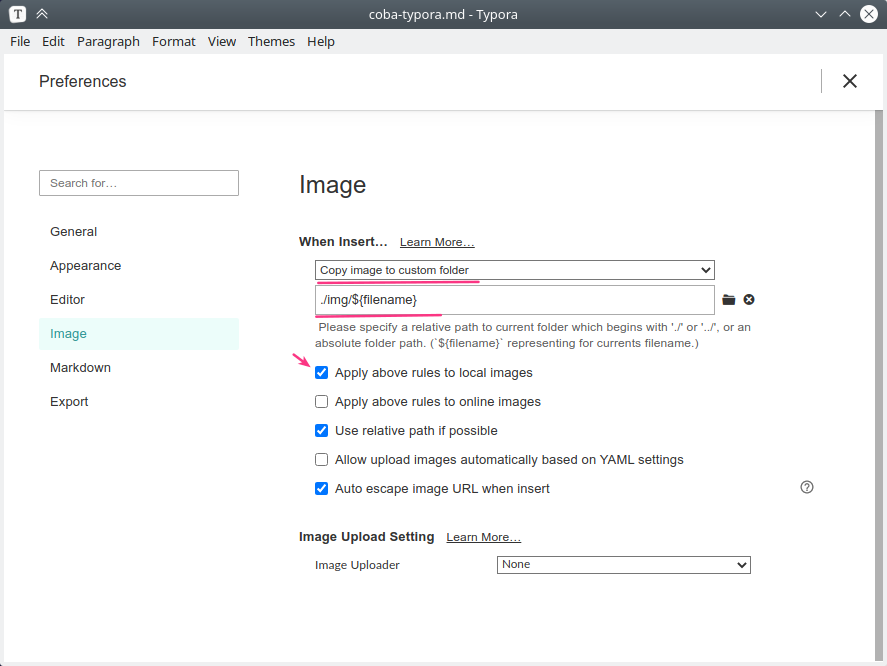 T
coba-typora.md - Typora
File Edit Paragraph Format View Themes Help
Preferences
Search for…
General
Appearance
Editor
Image
Markdown
Export
Image
When Insert… Learn More…
Copy image to custom folder
./img/${filename}
Please specify a relative path to current folder which begins with './' or '../', or an
absolute folder path. (`${filename}` representing for currents filename.)
Apply above rules to local images
Apply above rules to online images
Use relative path if possible
Allow upload images automatically based on YAML settings
Auto escape image URL when insert
Image Upload Setting Learn More…
Image Uploader None